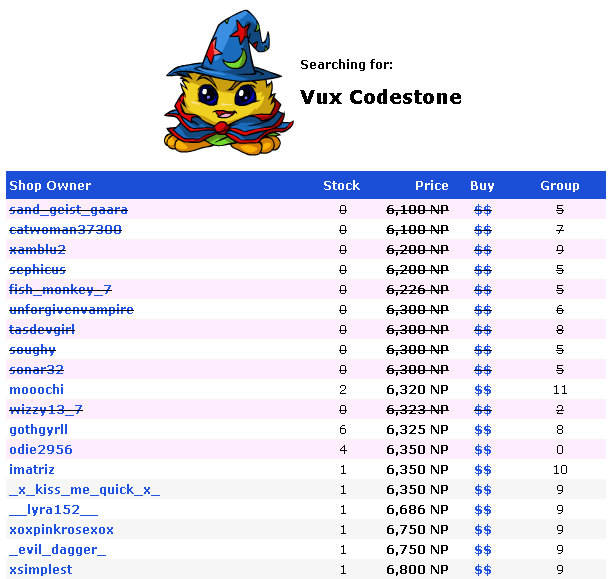 Searching for:
Vux Codestone
Shop Owner Stock Price Buy Group
sand_geist_gaara 0 6,100 NP $$ 5
catwoman37300 0 6,100 NP $$ 7
xamblu2 0 6,200 NP $$ 9
sephicus 0 6,200 NP $$ 5
fish_monkey_7 0 6,226 NP $$ 5
unforgivenvampire 0 6,300 NP $$ 6
tasdevgirl 0 6,300 NP $$ 8
soughy 0 6,300 NP $$ 5
sonar32 0 6,300 NP $$ 5
mooochi 2 6,320 NP $$ 11
wizzy13_7 0 6,323 NP $$ 2
gothgyrll 6 6,325 NP $$ 8
odie2956 4 6,350 NP $$ 0
imatriz 1 6,350 NP $$ 10
_x_kiss_me_quick_x_ 1 6,350 NP $$ 9
__lyra152__ 1 6,686 NP $$ 9
xoxpinkrosexox 1 6,750 NP $$ 9
_evil_dagger_ 1 6,750 NP $$ 9
xsimplest 1 6,800 NP $$ 9